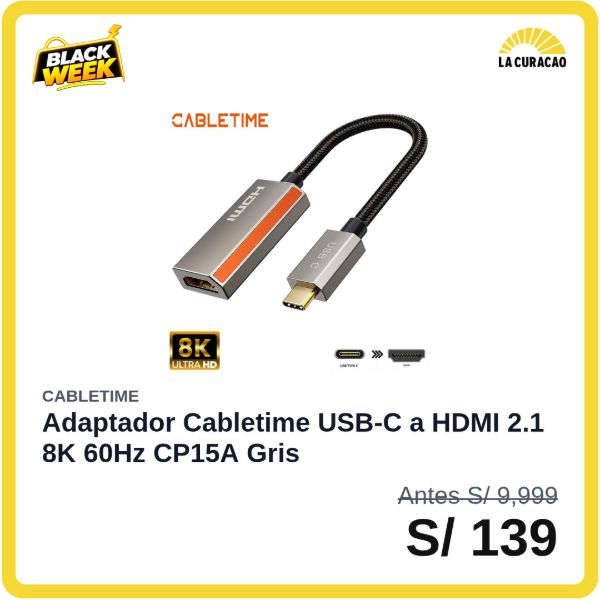 BLACK
WEEK
LA CURACAO
CABLETIME
HDMI
USB-C
8K
ULTRA HD
CABLETIME
Adaptador Cabletime USB-C a HDMI 2.1
8K 60Hz CP15A Gris
Antes S/ 9,999
S/ 139